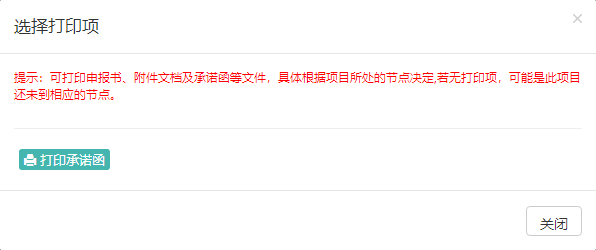 选择打印项
×
提示：可打印申报书、附件文档及承诺函等文件，具体根据项目所处的节点决定,若无打印项，可能是此项目
还未到相应的节点。
打印承诺函
关闭